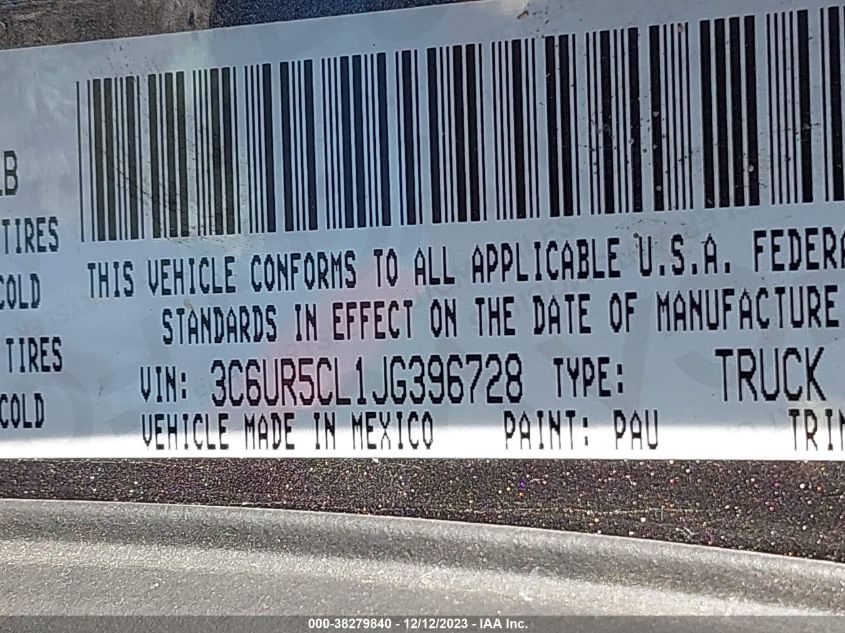 LB
TIRES
COLD
TIRES
COLD
THIS VEHICLE CONFORMS TO ALL APPLICABLE U.S.A. FEDERA
STANDARDS IN EFFECT ON THE DATE OF MANUFACTURE
VIN: 3C6UR5CL1JG396728 TYPE: TRUCK
VEHICLE MADE IN MEXICO PAINT: PAU TRIM
000-38279840 - 12/12/2023 - IAA Inc.